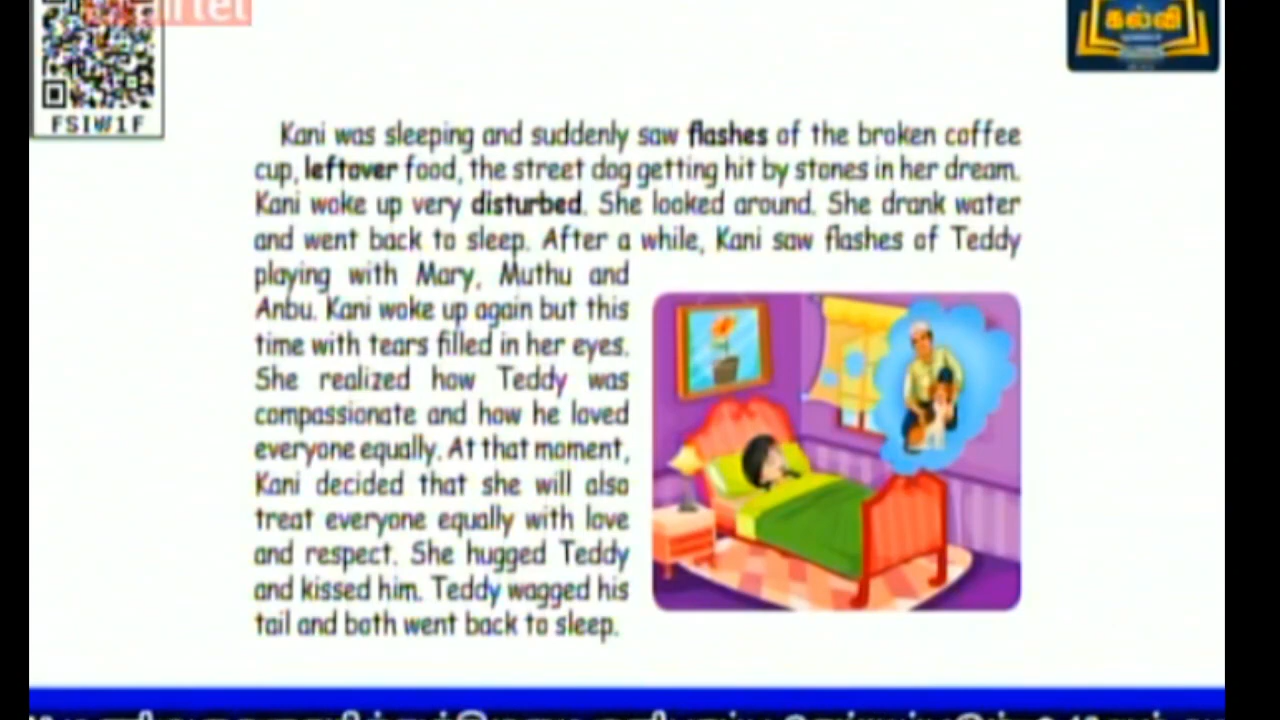 airtel
கல்வி
FSIW1F
Kani was sleeping and suddenly saw flashes of the broken coffee
cup, leftover food, the street dog getting hit by stones in her dream.
Kani woke up very disturbed. She looked around. She drank water
and went back to sleep. After a while, Kani saw flashes of Teddy
playing with Mary, Muthu and
Anbu. Kani woke up again but this
time with tears filled in her eyes.
She realized how Teddy was
compassionate and how he loved
everyone equally. At that moment,
Kani decided that she will also
treat everyone equally with love
and respect. She hugged Teddy
and kissed him. Teddy wagged his
tail and both went back to sleep.